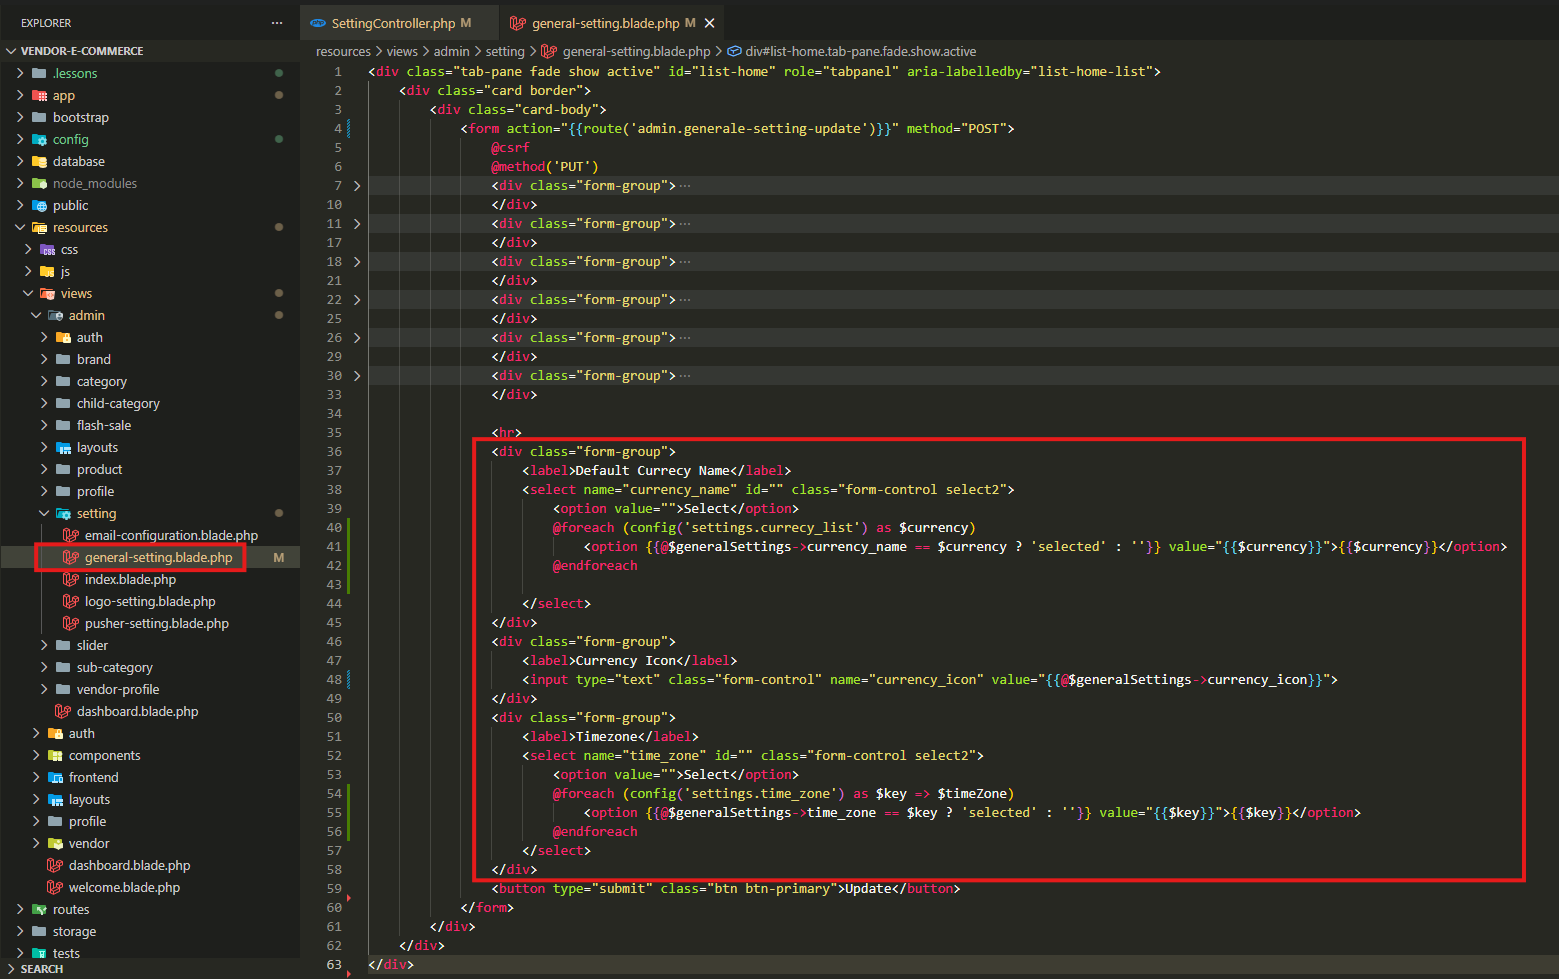 EXPLORER
VENDOR-E-COMMERCE
.lessons
app
bootstrap
config
database
node_modules
public
resources
css
js
views
admin
auth
brand
category
child-category
flash-sale
layouts
product
profile
setting
email-configuration.blade.php
general-setting.blade.php M
index.blade.php
logo-setting.blade.php
pusher-setting.blade.php
slider
sub-category
vendor-profile
dashboard.blade.php
auth
components
frontend
layouts
profile
vendor
dashboard.blade.php
welcome.blade.php
routes
storage
tests
SEARCH
SettingController.php M
general-setting.blade.php M
resources > views > admin > setting > general-setting.blade.php > div#list-home.tab-pane.fade.show.active
1 <div class="tab-pane fade show active" id="list-home" role="tabpanel" aria-labelledby="list-home-list">
2 <div class="card border">
3 <div class="card-body">
4 <form action="{{route('admin.generale-setting-update')}}" method="POST">
5 @csrf
6 @method('PUT')
7 <div class="form-group"> ···
10 </div>
11 <div class="form-group"> ···
17 </div>
18 <div class="form-group"> ···
21 </div>
22 <div class="form-group"> ···
25 </div>
26 <div class="form-group"> ···
29 </div>
30 <div class="form-group"> ···
33 </div>
34
35 <hr>
36 <div class="form-group">
37 <label>Default Currecy Name</label>
38 <select name="currency_name" id="" class="form-control select2">
39 <option value="">Select</option>
40 @foreach (config('settings.currecy_list') as $currency)
41 <option {{@$generalSettings->currency_name == $currency ? 'selected' : ''}} value="{{$currency}}">{{$currency}}</option>
42 @endforeach
43
44 </select>
45 </div>
46 <div class="form-group">
47 <label>Currency Icon</label>
48 <input type="text" class="form-control" name="currency_icon" value="{{@$generalSettings->currency_icon}}">
49 </div>
50 <div class="form-group">
51 <label>Timezone</label>
52 <select name="time_zone" id="" class="form-control select2">
53 <option value="">Select</option>
54 @foreach (config('settings.time_zone') as $key => $timeZone)
55 <option {{@$generalSettings->time_zone == $key ? 'selected' : ''}} value="{{$key}}">{{$key}}</option>
56 @endforeach
57 </select>
58 </div>
59 <button type="submit" class="btn btn-primary">Update</button>
60 </form>
61 </div>
62 </div>
63 </div>